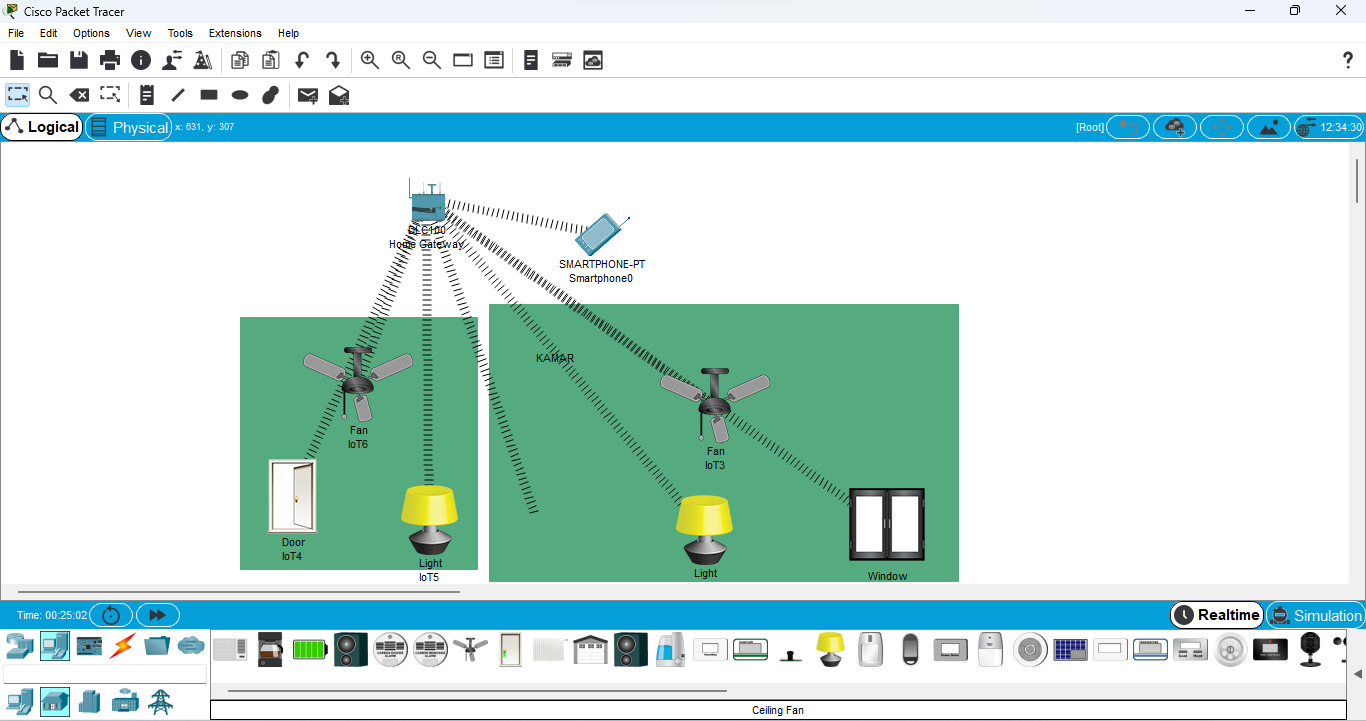 Cisco Packet Tracer
File Edit Options View Tools Extensions Help
Logical Physical x: 631, y: 307 [Root] 12:34:30
DLC100
Home Gateway
SMARTPHONE-PT
Smartphone0
KAMAR
Fan
IoT6
Fan
IoT3
Door
IoT4
Light
IoT5
Light
Window
Time: 00:25:02 Realtime Simulation
Ceiling Fan